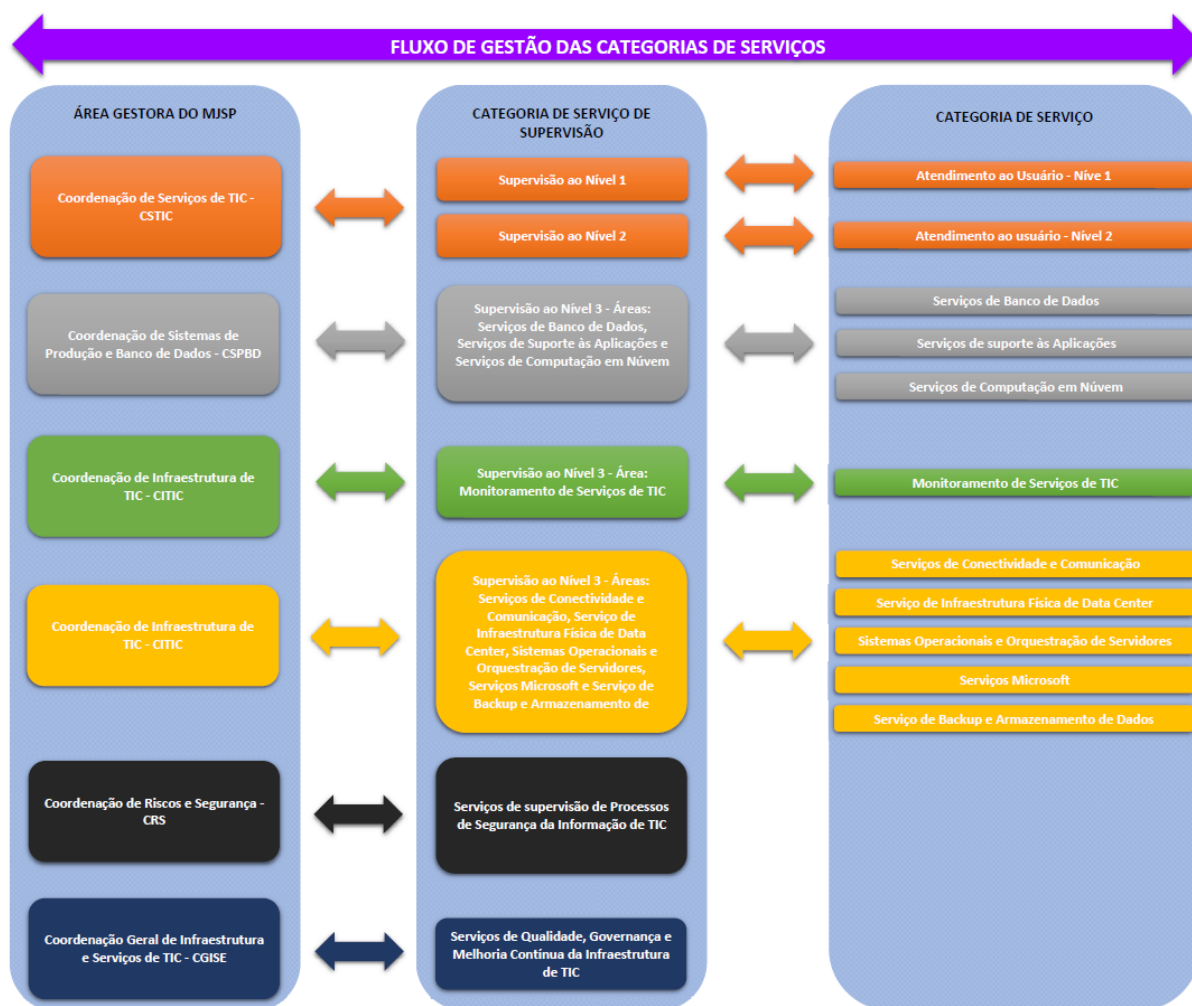 FLUXO DE GESTÃO DAS CATEGORIAS DE SERVIÇOS
ÁREA GESTORA DO MJSP
Coordenação de Serviços de TIC -
CSTIC
Coordenação de Sistemas de
Produção e Banco de Dados - CSPBD
Coordenação de Infraestrutura de
TIC - CITIC
Coordenação de Infraestrutura de
TIC - CITIC
Coordenação de Riscos e Segurança -
CRS
Coordenação Geral de Infraestrutura
e Serviços de TIC - CGISE
CATEGORIA DE SERVIÇO DE
SUPERVISÃO
Supervisão ao Nível 1
Supervisão ao Nível 2
Supervisão ao Nível 3 - Áreas:
Serviços de Banco de Dados,
Serviços de Suporte às Aplicações e
Serviços de Computação em Núvem
Supervisão ao Nível 3 - Área:
Monitoramento de Serviços de TIC
Supervisão ao Nível 3 - Áreas:
Serviços de Conectividade e
Comunicação, Serviço de
Infraestrutura Física de Data
Center, Sistemas Operacionais e
Orquestração de Servidores,
Serviços Microsoft e Serviço de
Backup e Armazenamento de
Serviços de supervisão de Processos
de Segurança da Informação de TIC
Serviços de Qualidade, Governança e
Melhoria Contínua da Infraestrutura
de TIC
CATEGORIA DE SERVIÇO
Atendimento ao Usuário - Níve 1
Atendimento ao usuário - Nível 2
Serviços de Banco de Dados
Serviços de suporte às Aplicações
Serviços de Computação em Núvem
Monitoramento de Serviços de TIC
Serviços de Conectividade e Comunicação
Serviço de Infraestrutura Física de Data Center
Sistemas Operacionais e Orquestração de Servidores
Serviços Microsoft
Serviço de Backup e Armazenamento de Dados